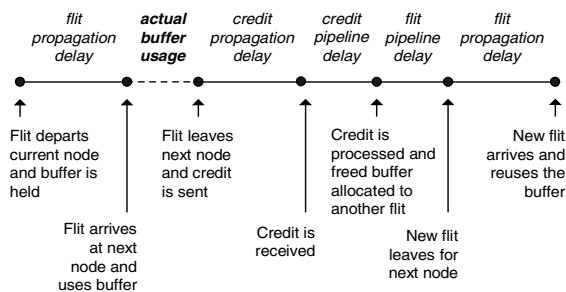 flit
propagation
delay
actual
buffer
usage
credit
propagation
delay
credit
pipeline
delay
flit
pipeline
delay
flit
propagation
delay
Flit departs
current node
and buffer is
held
Flit arrives
at next
node and
uses buffer
Flit leaves
next node
and credit
is sent
Credit is
received
Credit is
processed and
freed buffer
allocated to
another flit
New flit
leaves for
next node
New flit
arrives and
reuses the
buffer